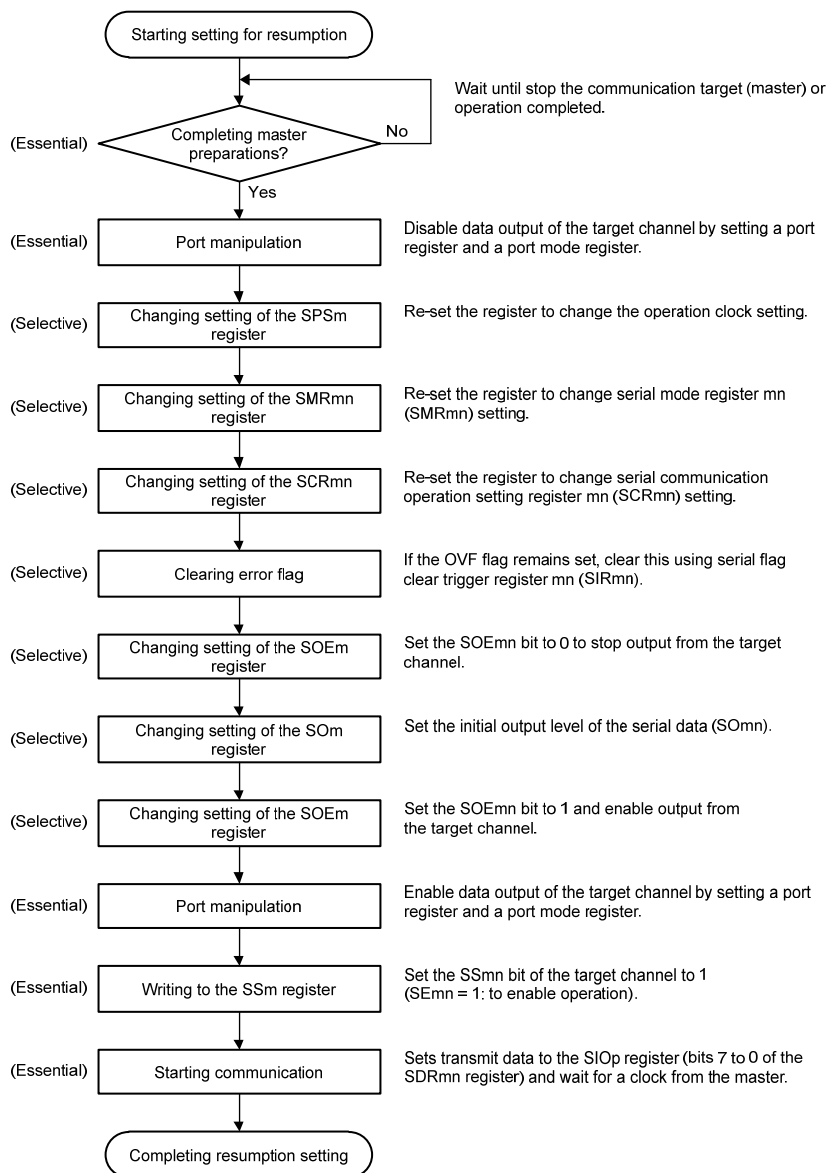 Starting setting for resumption
Wait until stop the communication target (master) or
operation completed.
(Essential)
Completing master
preparations?
No
Yes
(Essential)
Port manipulation
Disable data output of the target channel by setting a port
register and a port mode register.
(Selective)
Changing setting of the SPSm
register
Re-set the register to change the operation clock setting.
(Selective)
Changing setting of the SMRmn
register
Re-set the register to change serial mode register mn
(SMRmn) setting.
(Selective)
Changing setting of the SCRmn
register
Re-set the register to change serial communication
operation setting register mn (SCRmn) setting.
(Selective)
Clearing error flag
If the OVF flag remains set, clear this using serial flag
clear trigger register mn (SIRmn).
(Selective)
Changing setting of the SOEm
register
Set the SOEmn bit to 0 to stop output from the target
channel.
(Selective)
Changing setting of the SOm
register
Set the initial output level of the serial data (SOmn).
(Selective)
Changing setting of the SOEm
register
Set the SOEmn bit to 1 and enable output from
the target channel.
(Essential)
Port manipulation
Enable data output of the target channel by setting a port
register and a port mode register.
(Essential)
Writing to the SSm register
Set the SSmn bit of the target channel to 1
(SEmn = 1: to enable operation).
(Essential)
Starting communication
Sets transmit data to the SIOp register (bits 7 to 0 of the
SDRmn register) and wait for a clock from the master.
Completing resumption setting